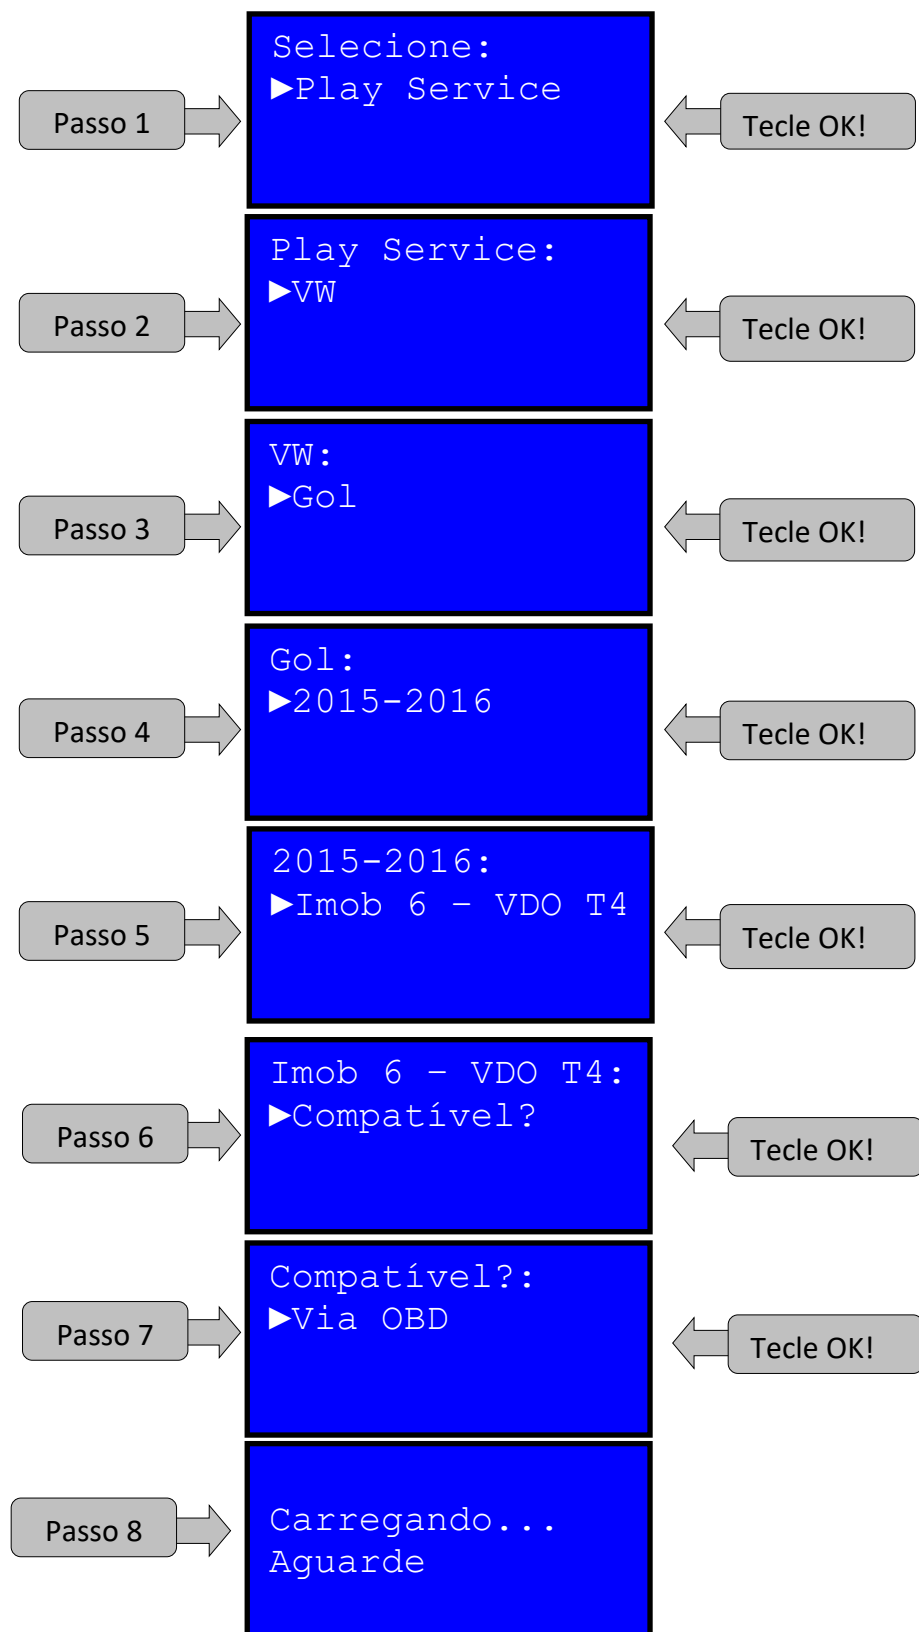 Passo 1
Selecione:
►Play Service
Tecle OK!
Passo 2
Play Service:
►VW
Tecle OK!
Passo 3
VW:
►Gol
Tecle OK!
Passo 4
Gol:
►2015-2016
Tecle OK!
Passo 5
2015-2016:
►Imob 6 – VDO T4
Tecle OK!
Passo 6
Imob 6 – VDO T4:
►Compatível?
Tecle OK!
Passo 7
Compatível?:
►Via OBD
Tecle OK!
Passo 8
Carregando...
Aguarde